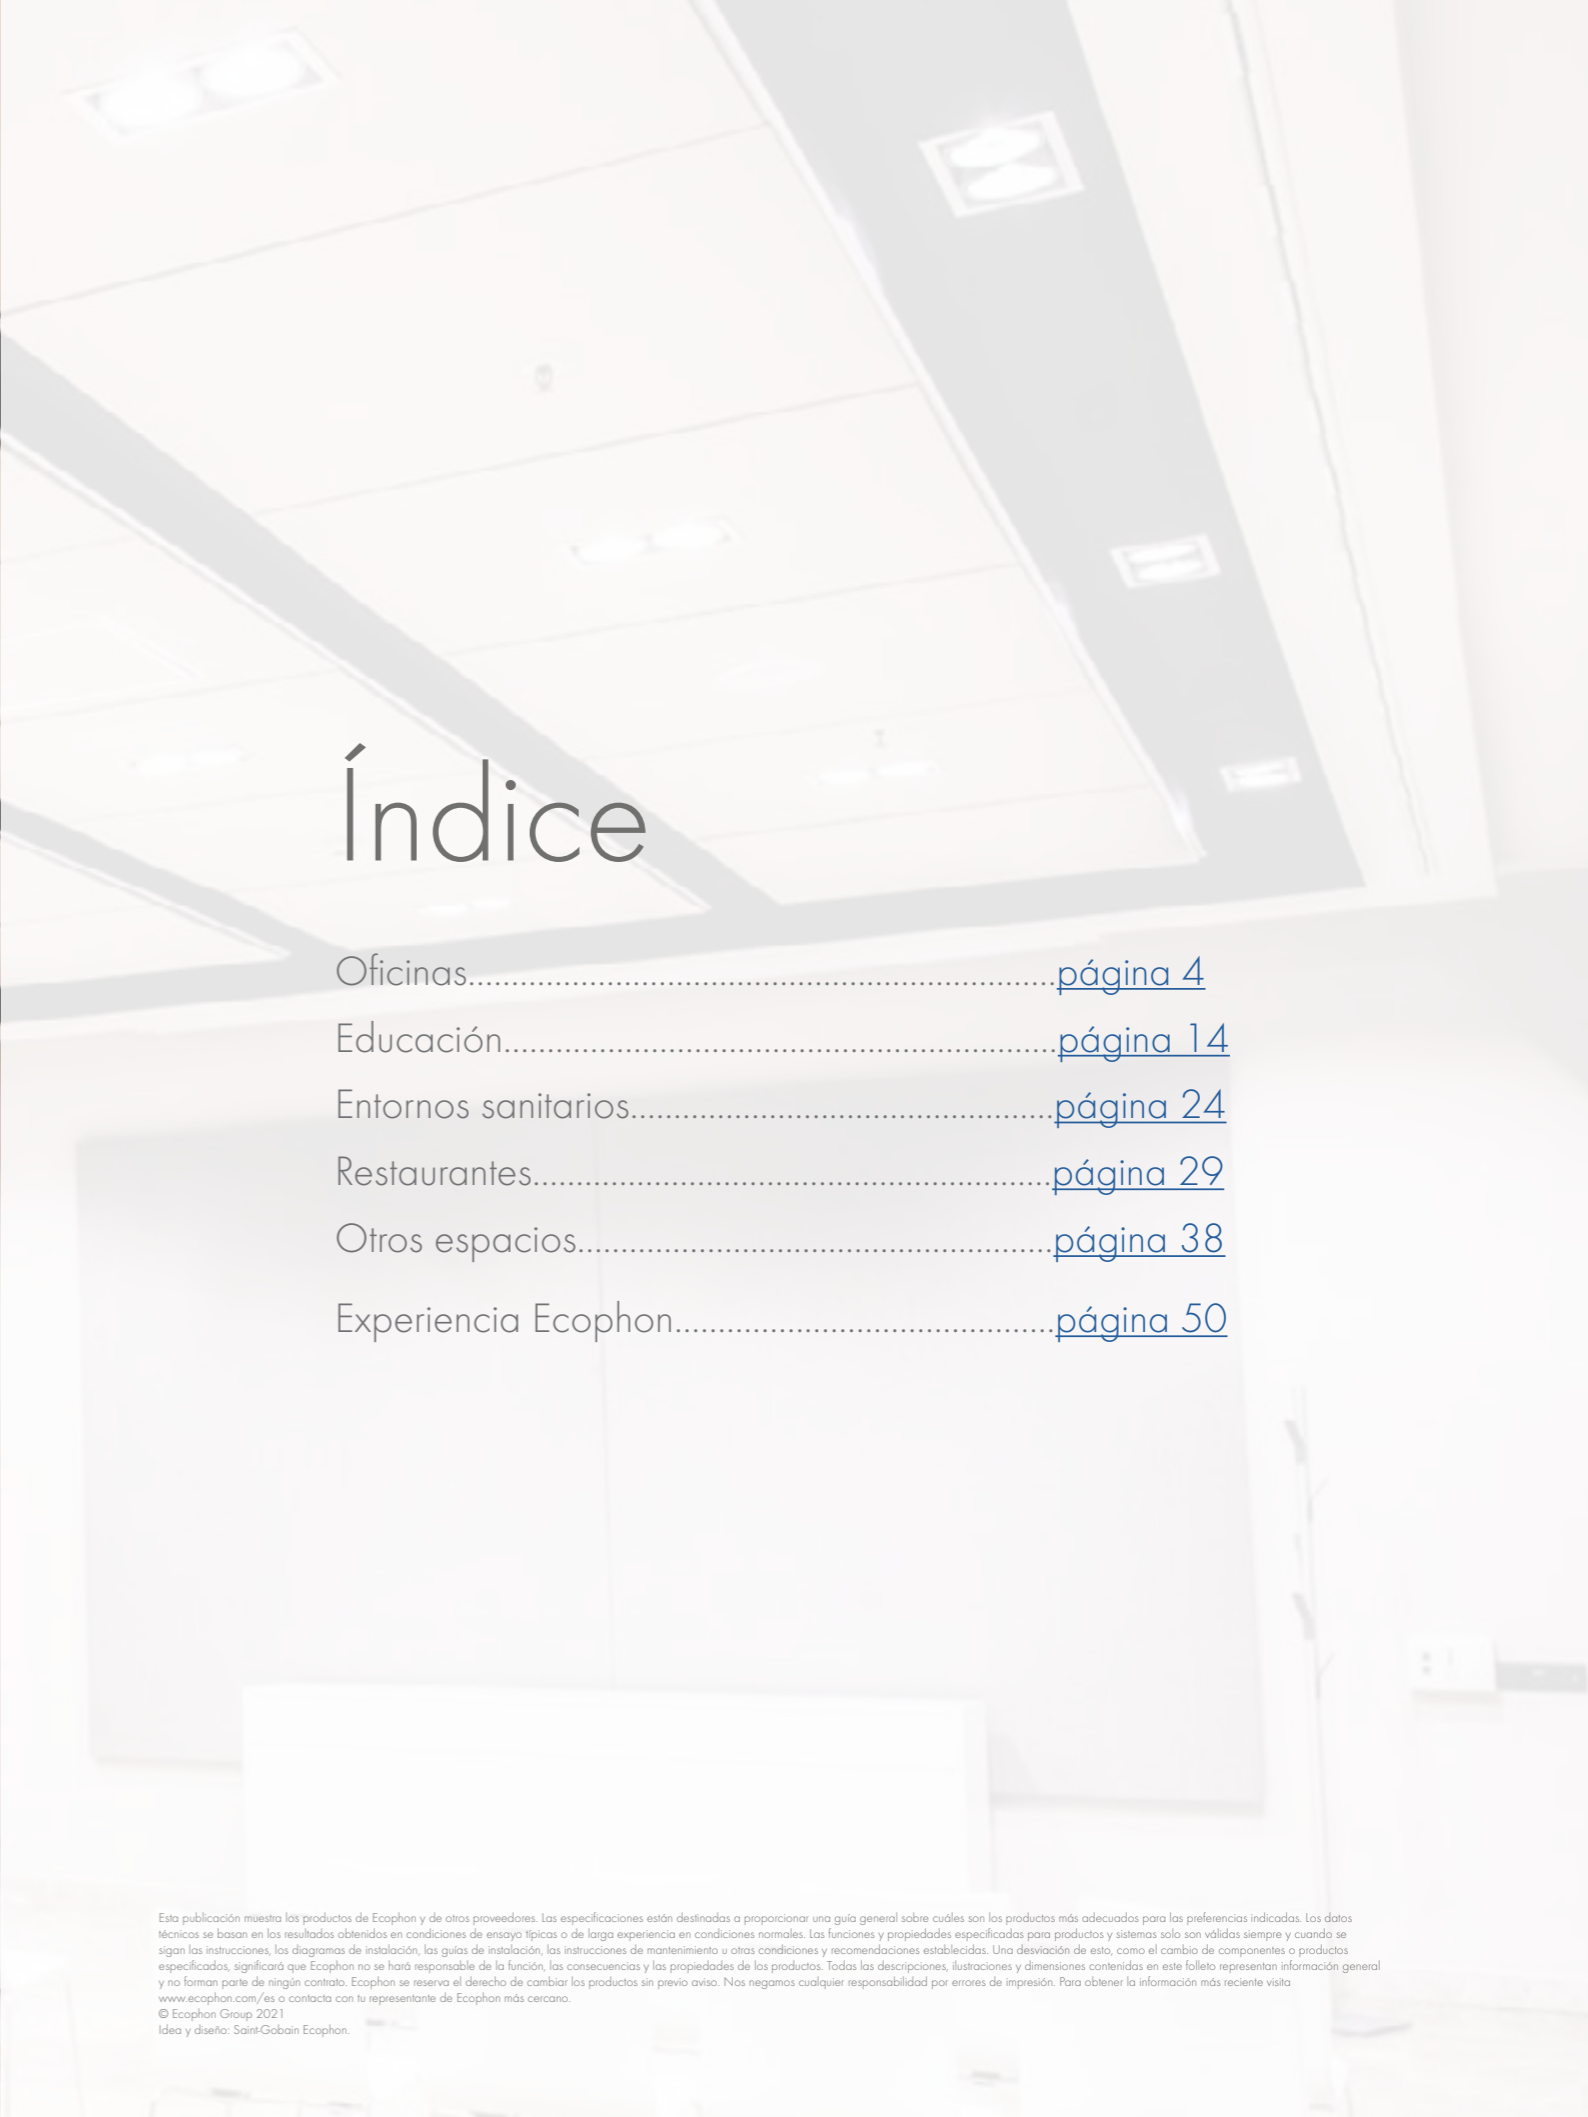 Índice
Oficinas....................................................................página 4
Educación................................................................página 14
Entornos sanitarios.................................................página 24
Restaurantes............................................................página 29
Otros espacios.......................................................página 38
Experiencia Ecophon............................................página 50
Esta publicación muestra los productos de Ecophon y de otros proveedores. Las especificaciones están destinadas a proporcionar una guía general sobre cuáles son los productos más adecuados para las preferencias indicadas. Los datos
técnicos se basan en los resultados obtenidos en condiciones de ensayo típicas o de larga experiencia en condiciones normales. Las funciones y propiedades especificadas para productos y sistemas solo son válidas siempre y cuando se
sigan las instrucciones, los diagramas de instalación, las guías de instalación, las instrucciones de mantenimiento u otras condiciones y recomendaciones establecidas. Una desviación de esto, como el cambio de componentes o productos
especificados, significará que Ecophon no se hará responsable de la función, las consecuencias y las propiedades de los productos. Todas las descripciones, ilustraciones y dimensiones contenidas en este folleto representan información general
y no forman parte de ningún contrato. Ecophon se reserva el derecho de cambiar los productos sin previo aviso. Nos negamos cualquier responsabilidad por errores de impresión. Para obtener la información más reciente visita
www.ecophon.com/es o contacta con tu representante de Ecophon más cercano.
© Ecophon Group 2021
Idea y diseño: Saint-Gobain Ecophon.